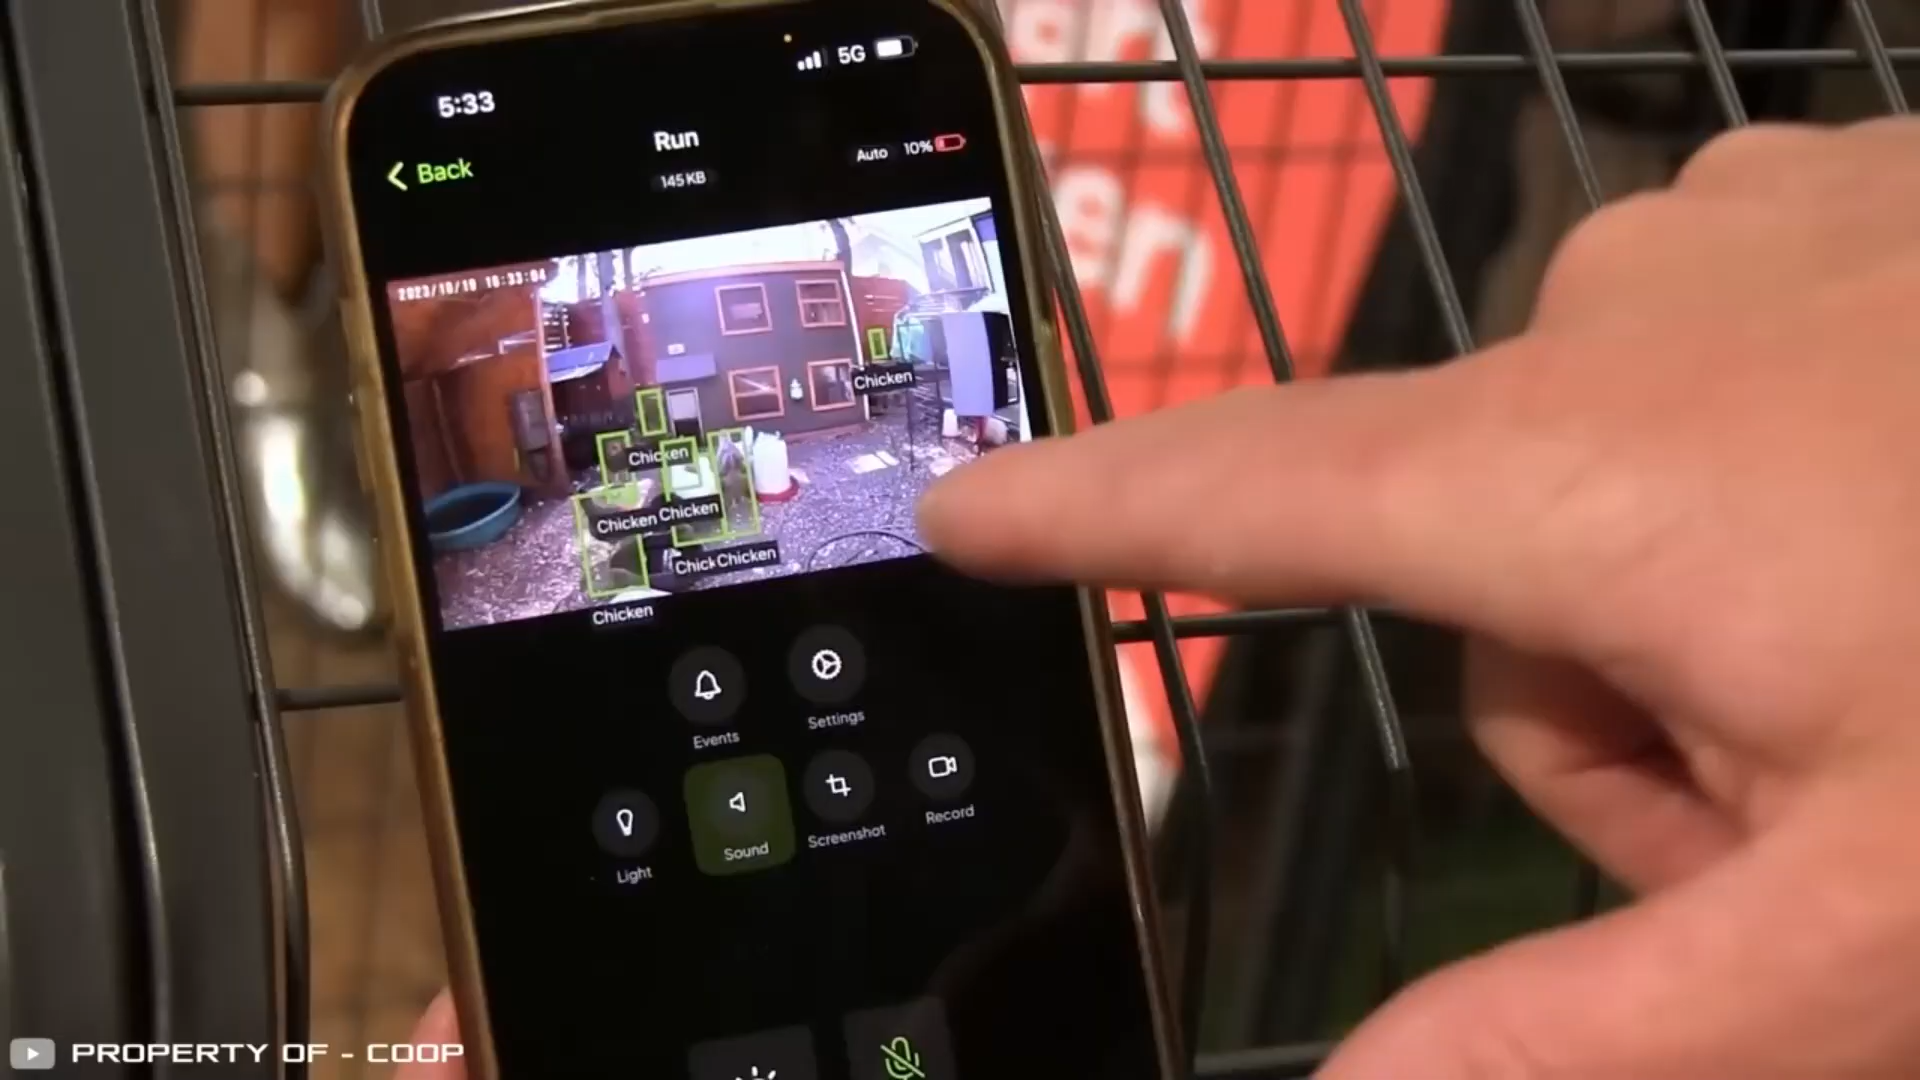 5:33
5G
Back
Run
145 KB
Auto
10%
2023/10/10 16:33:04
Chicken
Chicken
Chicken
Chicken
Chick
Chicken
Chicken
Events
Settings
Light
Sound
Screenshot
Record
PROPERTY OF - COOP